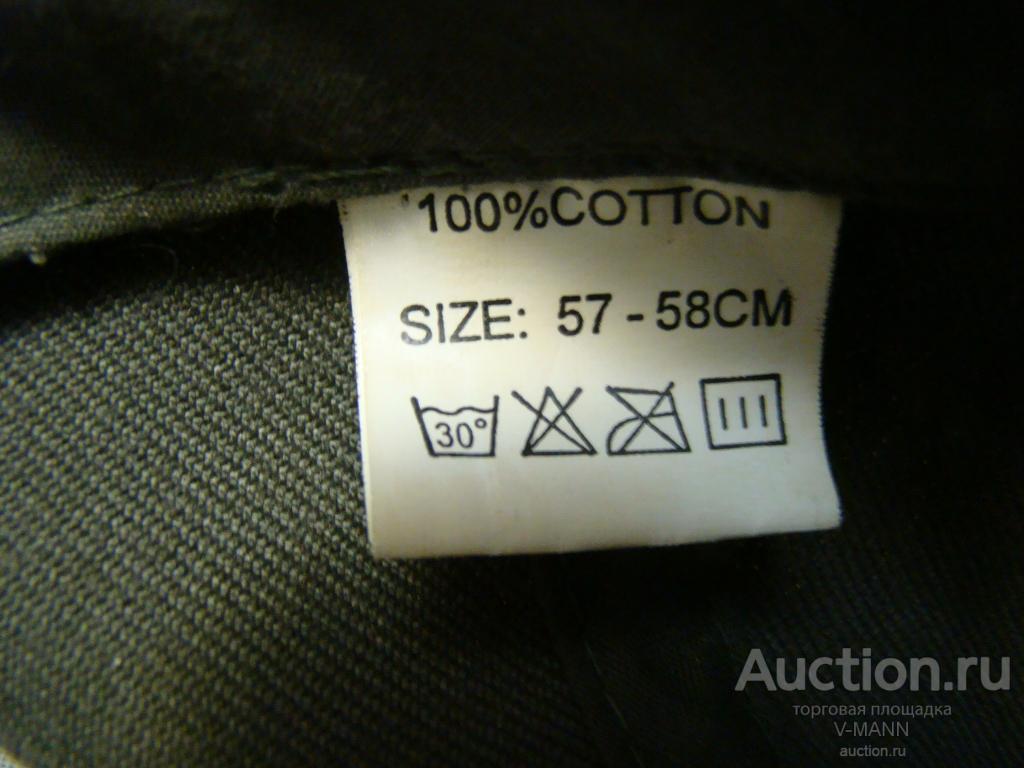 100%COTTON
SIZE: 57 - 58CM
30°
Auction.ru
торговая площадка
V-MANN
auction.ru